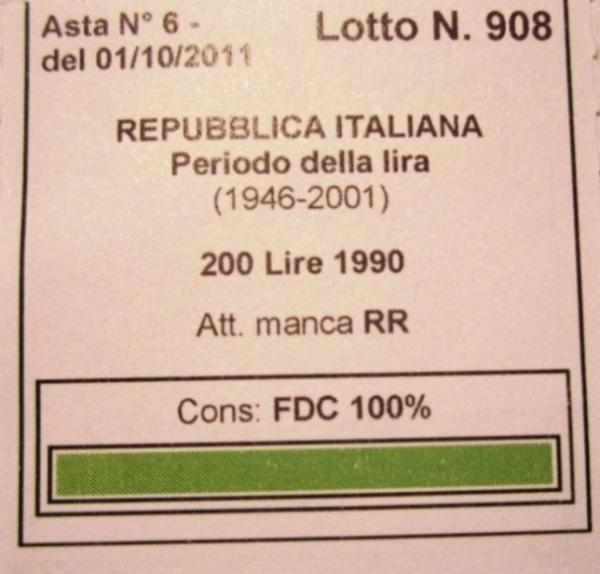 Asta N° 6 -
del 01/10/2011
Lotto N. 908
REPUBBLICA ITALIANA
Periodo della lira
(1946-2001)
200 Lire 1990
Att. manca RR
Cons: FDC 100%